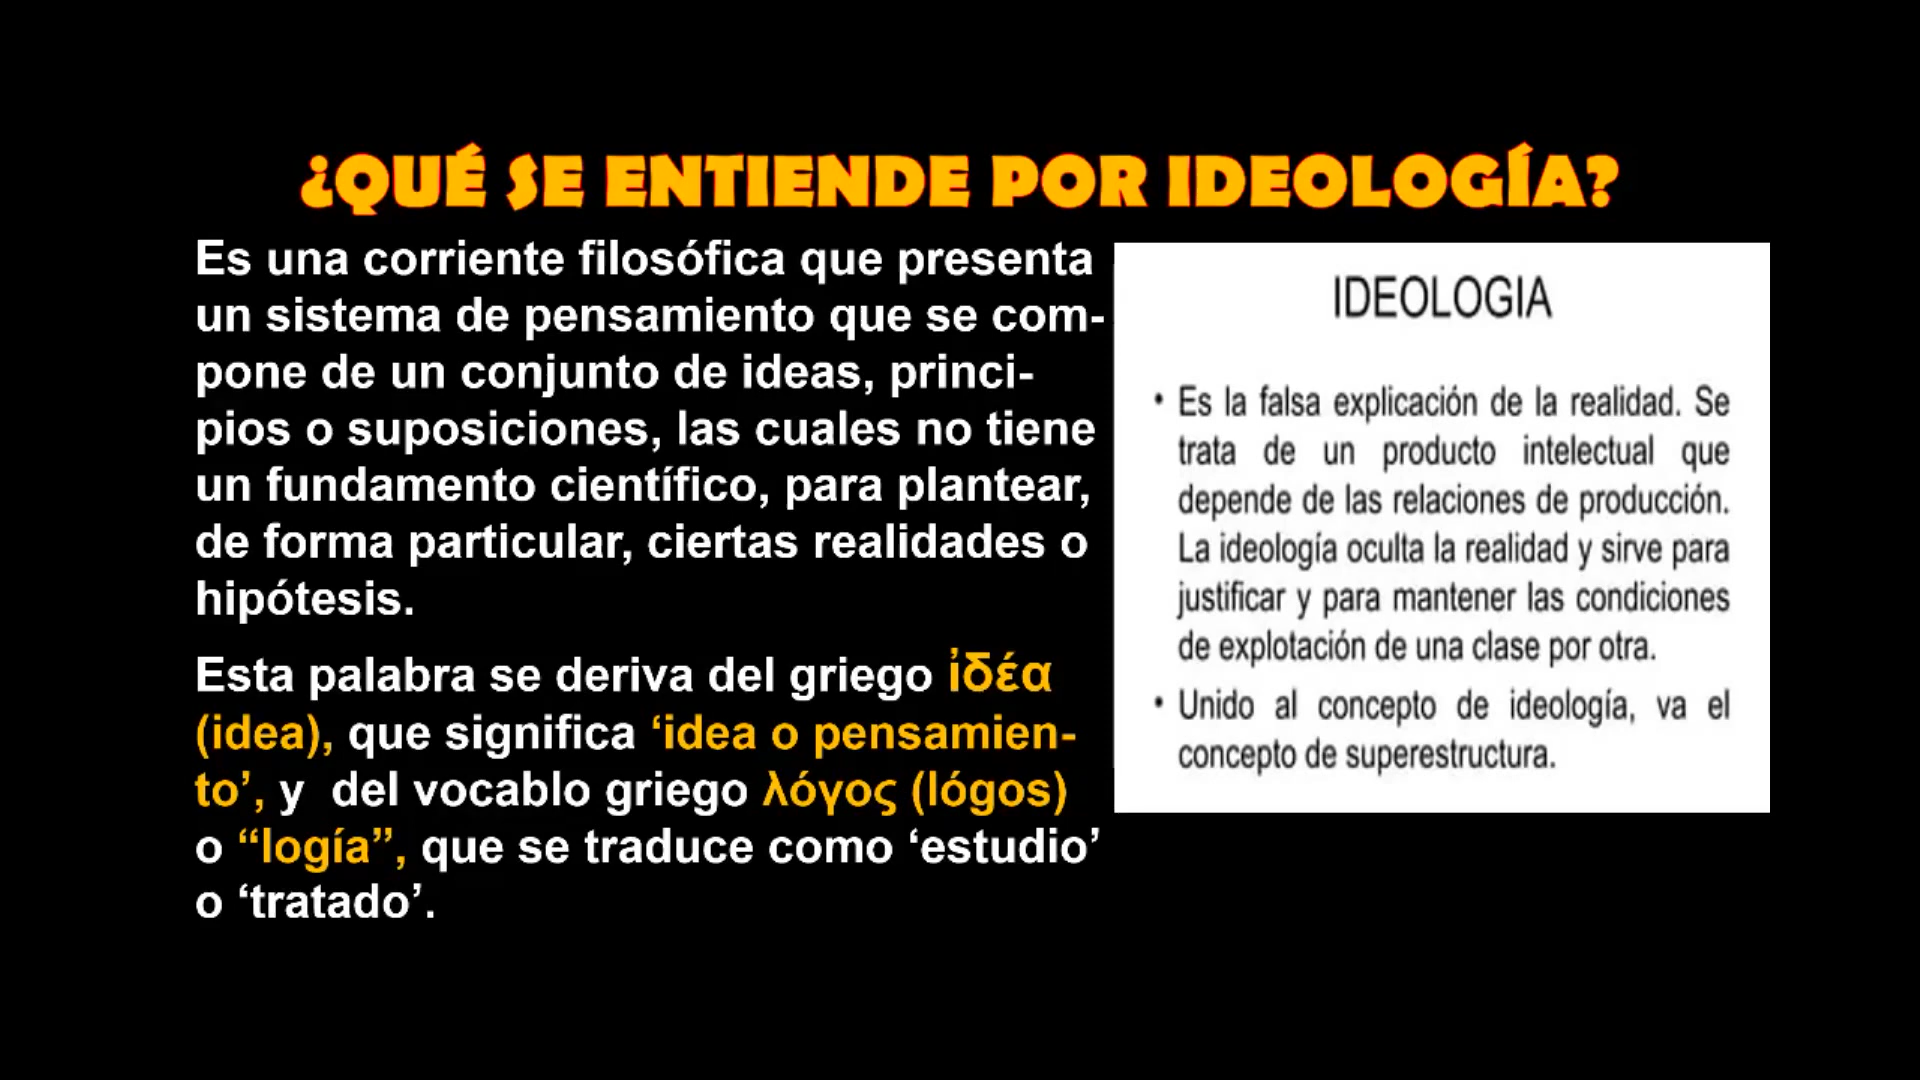 ¿QUÉ SE ENTIENDE POR IDEOLOGÍA?
Es una corriente filosófica que presenta
un sistema de pensamiento que se com-
pone de un conjunto de ideas, princi-
pios o suposiciones, las cuales no tiene
un fundamento científico, para plantear,
de forma particular, ciertas realidades o
hipótesis.
Esta palabra se deriva del griego ἰδέα
(idea), que significa ‘idea o pensamien-
to’, y  del vocablo griego λόγος (lógos)
o “logía”, que se traduce como ‘estudio’
o ‘tratado’.
IDEOLOGIA
• Es la falsa explicación de la realidad. Se
trata de un producto intelectual que
depende de las relaciones de producción.
La ideología oculta la realidad y sirve para
justificar y para mantener las condiciones
de explotación de una clase por otra.
• Unido al concepto de ideología, va el
concepto de superestructura.